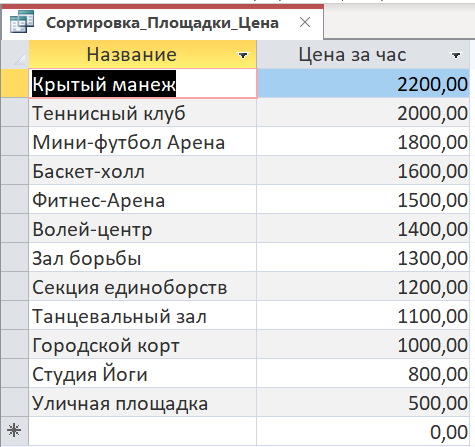 Сортировка_Площадки_Цена
Название Цена за час
Крытый манеж 2200,00
Теннисный клуб 2000,00
Мини-футбол Арена 1800,00
Баскет-холл 1600,00
Фитнес-Арена 1500,00
Волей-центр 1400,00
Зал борьбы 1300,00
Секция единоборств 1200,00
Танцевальный зал 1100,00
Городской корт 1000,00
Студия Йоги 800,00
Уличная площадка 500,00
0,00